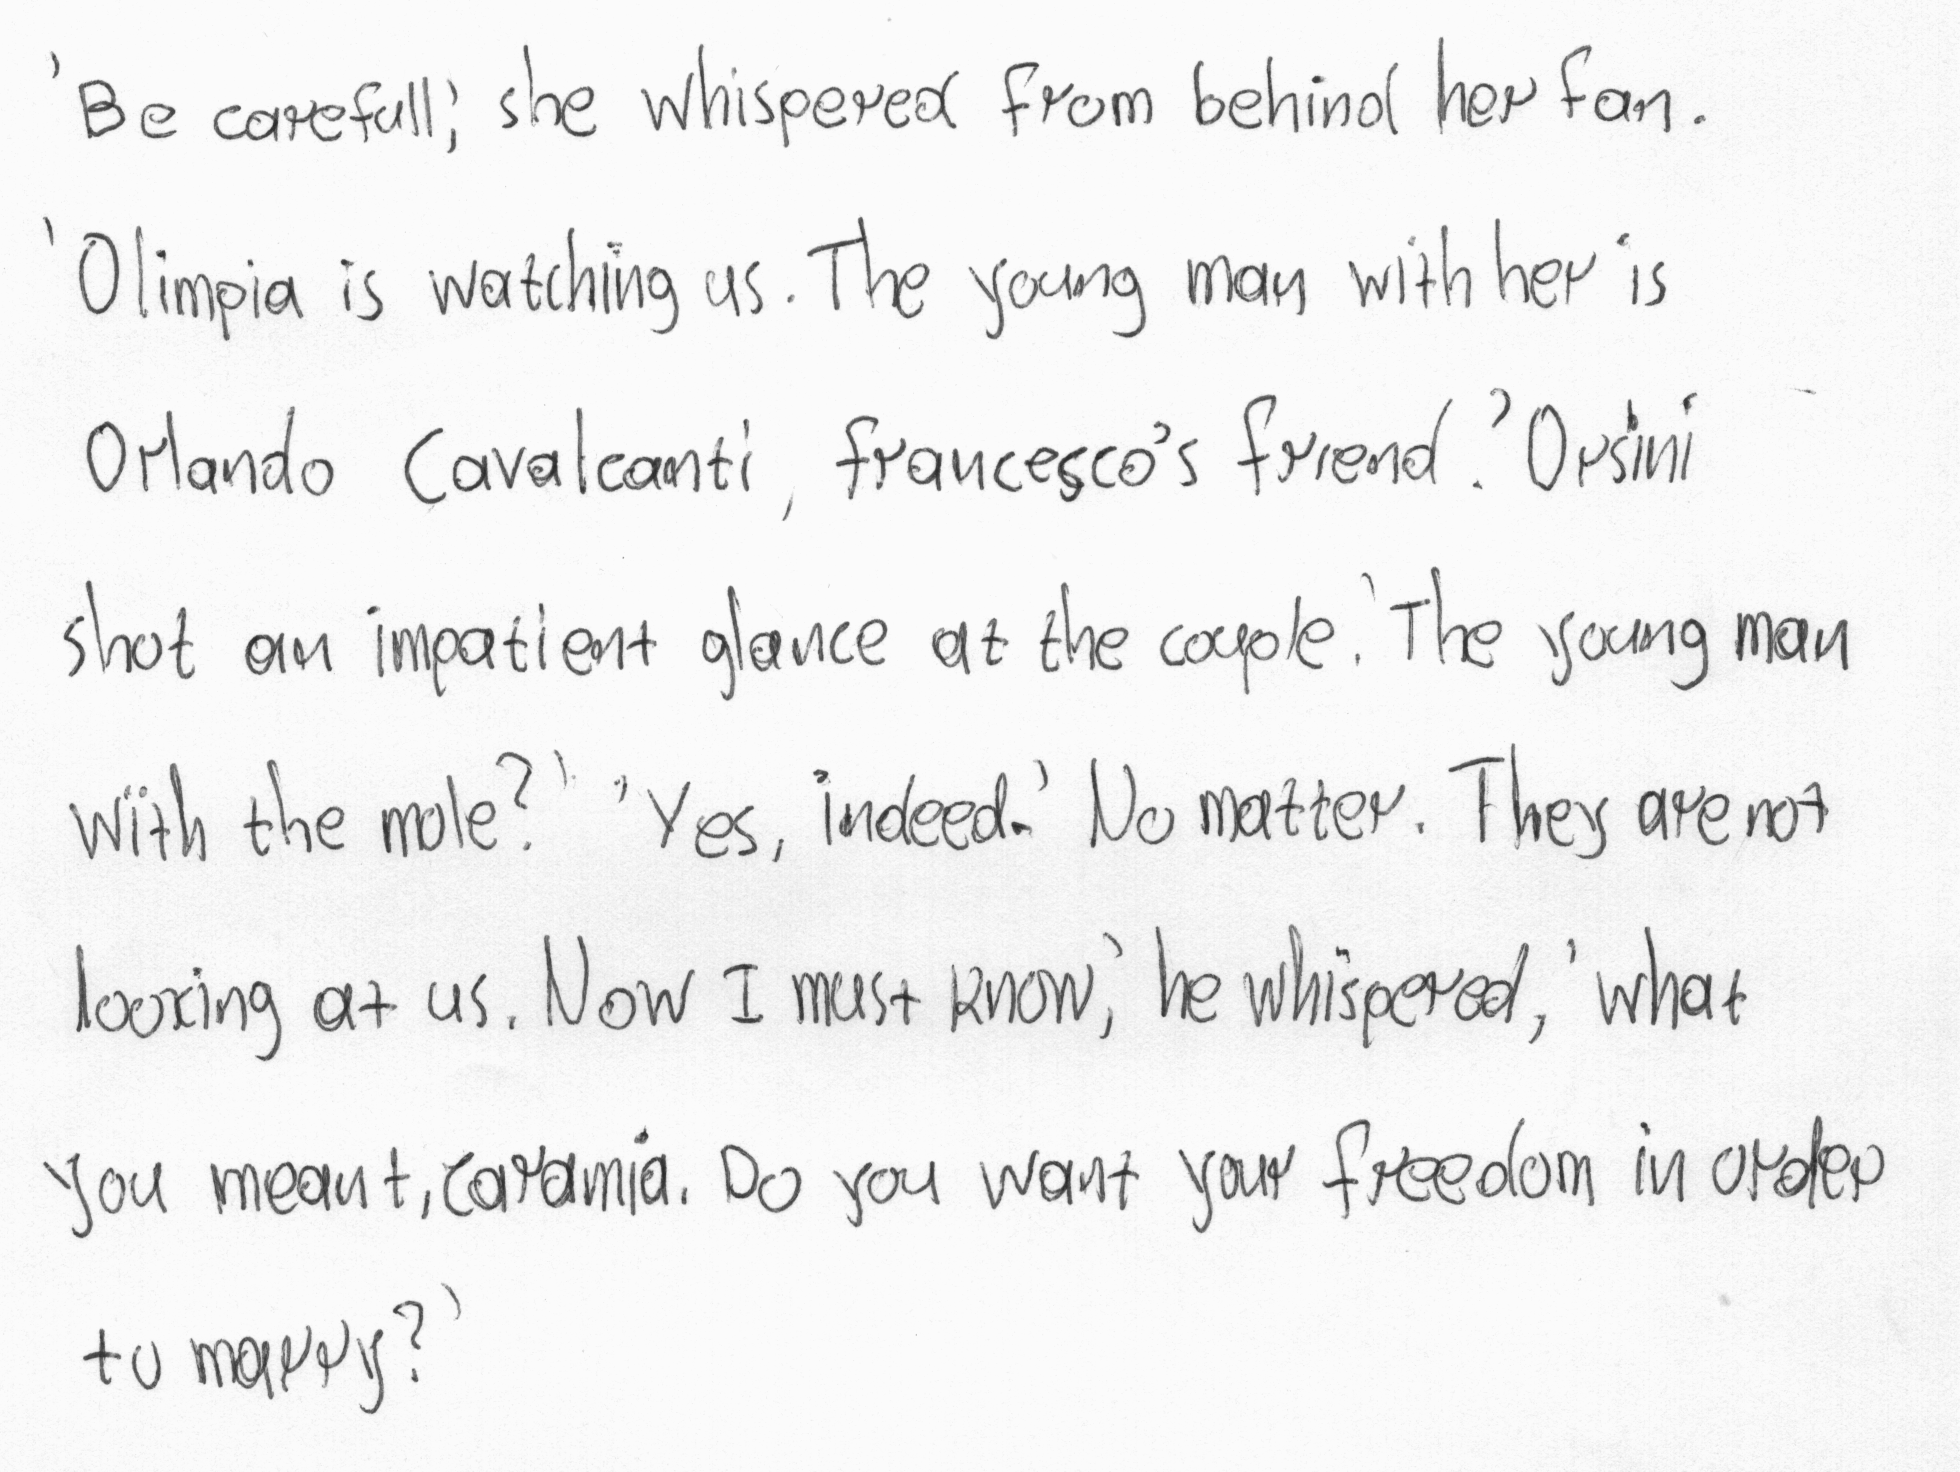 'Be carefull,' she whispered from behind her fan.
'Olimpia is watching us. The young man with her is
Orlando Cavalcanti, Francesco's friend.' Orsini
shot an impatient glance at the couple. 'The young man
with the mole?' 'Yes, indeed.' No matter. They are not
looking at us. Now I must know,' he whispered, 'what
you meant, cara mia. Do you want your freedom in order
to marry?'